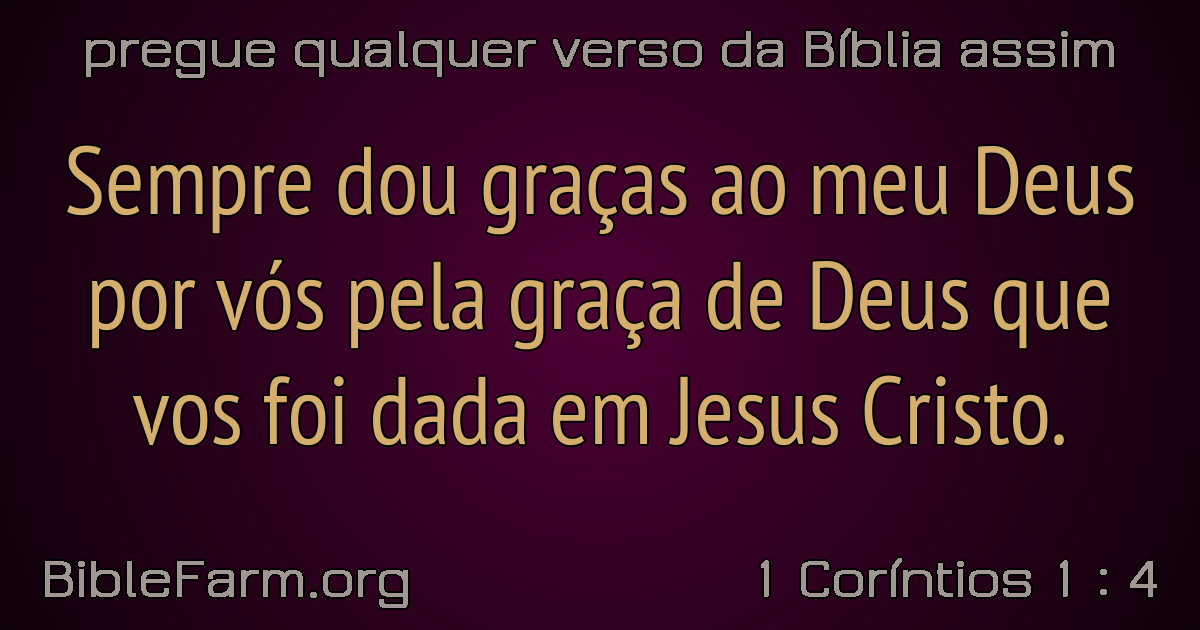 pregue qualquer verso da Bíblia assim
Sempre dou graças ao meu Deus
por vós pela graça de Deus que
vos foi dada em Jesus Cristo.
BibleFarm.org
1 Coríntios 1 : 4